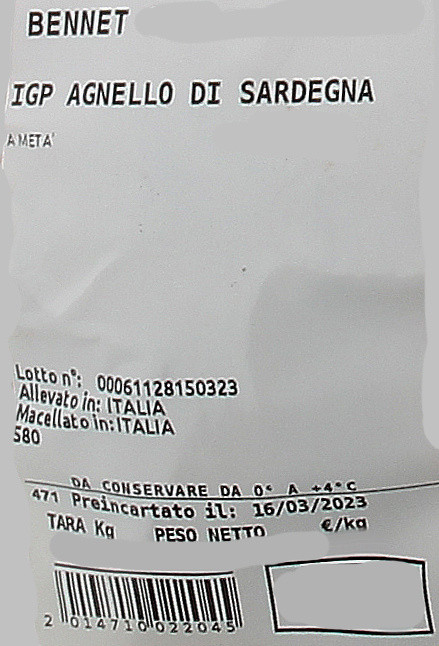 BENNET
IGP AGNELLO DI SARDEGNA
A META'
Lotto n°: 00061128150323
Allevato in: ITALIA
Macellato in: ITALIA
580
DA CONSERVARE DA 0° A +4°C
471 Preincartato il: 16/03/2023
TARA Kg PESO NETTO €/kg
2 014710 022045